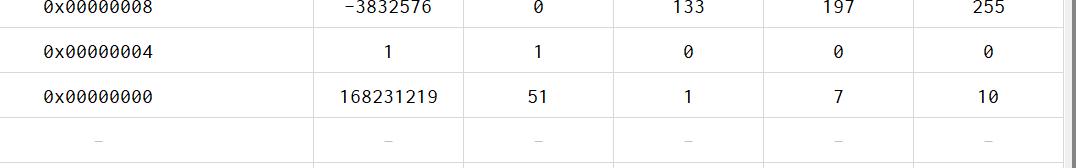 0x00000008 -3832576 0 133 197 255
0x00000004 1 1 0 0 0
0x00000000 168231219 51 1 7 10
– – – – – –